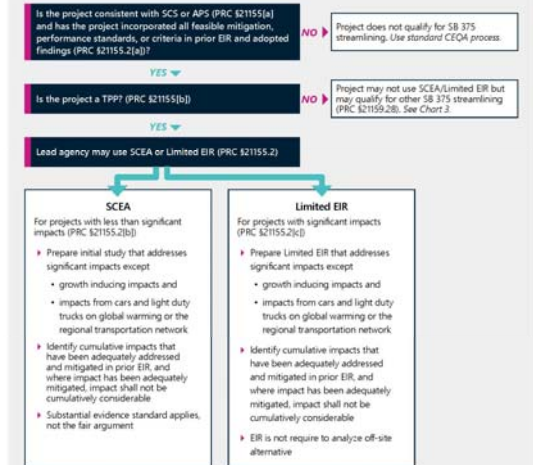 Is the project consistent with SCS or APS (PRC §21155[a]
and has the project incorporated all feasible mitigation,
performance standards, or criteria in prior EIR and adopted
findings (PRC §21155.2[a])?
NO
Project does not qualify for SB 375
streamlining. Use standard CEQA process.
YES
Is the project a TPP? (PRC §21155[b])
NO
Project may not use SCEA/Limited EIR but
may qualify for other SB 375 streamlining
(PRC §21159.28). See Chart 3.
YES
Lead agency may use SCEA or Limited EIR (PRC §21155.2)
SCEA
For projects with less than significant
impacts (PRC §21155.2[b])
Prepare initial study that addresses
significant impacts except
• growth inducing impacts and
• impacts from cars and light duty
trucks on global warming or the
regional transportation network
Identify cumulative impacts that
have been adequately addressed
and mitigated in prior EIR, and
where impact has been adequately
mitigated, impact shall not be
cumulatively considerable
Substantial evidence standard applies,
not the fair argument
Limited EIR
For projects with significant impacts
(PRC §21155.2[c])
Prepare Limited EIR that addresses
significant impacts except
• growth inducing impacts and
• impacts from cars and light duty
trucks on global warming or the
regional transportation network
Identify cumulative impacts that
have been adequately addressed
and mitigated in prior EIR, and
where impact has been adequately
mitigated, impact shall not be
cumulatively considerable
EIR is not require to analyze off-site
alternative